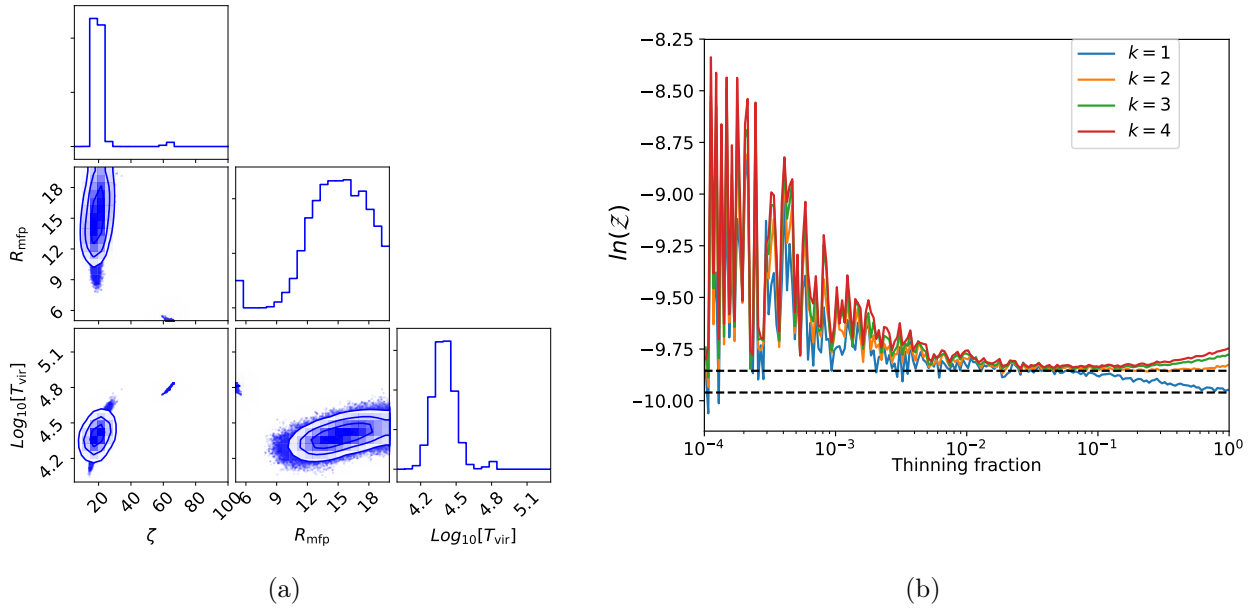 18
15
12
9
6
R_mfp
5.1
4.8
4.5
4.2
Log₁₀[T_vir]
20 40 60 80 100
ζ
6 9 12 15 18
R_mfp
4.2 4.5 4.8 5.1
Log₁₀[T_vir]
(a)
−8.25
−8.50
−8.75
−9.00
−9.25
−9.50
−9.75
−10.00
ln(𝒵)
k = 1
k = 2
k = 3
k = 4
10⁻⁴ 10⁻³ 10⁻² 10⁻¹ 10⁰
Thinning fraction
(b)